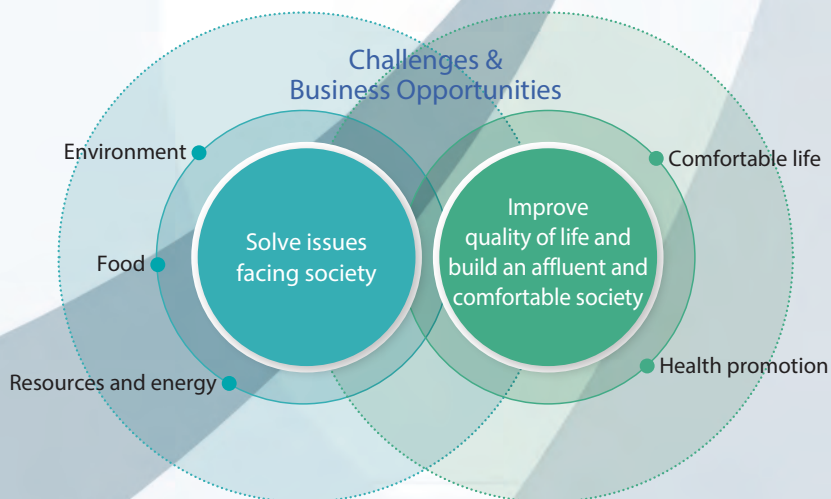 Challenges &
Business Opportunities
Environment
Food
Resources and energy
Solve issues
facing society
Improve
quality of life and
build an affluent and
comfortable society
Comfortable life
Health promotion